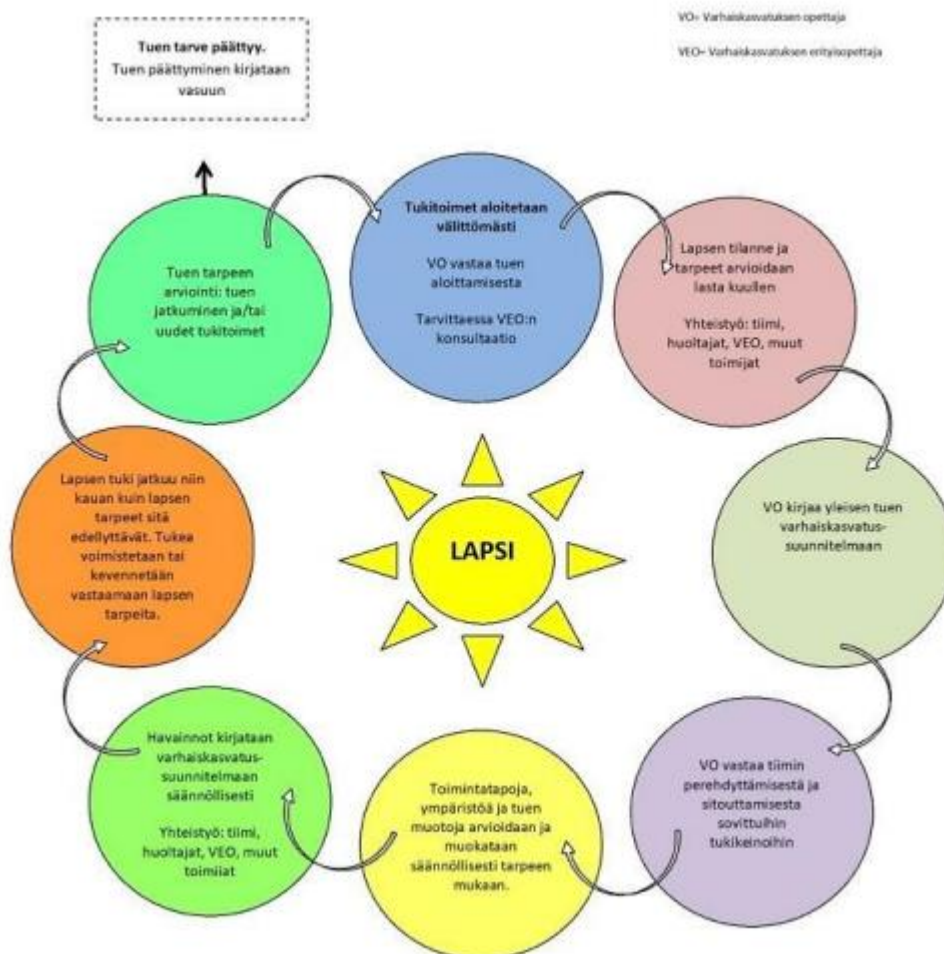 VO= Varhaiskasvatuksen opettaja
VEO= Varhaiskasvatuksen erityisopettaja
Tuen tarve päättyy.
Tuen päättyminen kirjataan
vasuun
Tukitoimet aloitetaan
välittömästi
VO vastaa tuen
aloittamisesta
Tarvittaessa VEO:n
konsultaatio
Lapsen tilanne ja
tarpeet arvioidaan
lasta kuullen
Yhteistyö: tiimi,
huoltajat, VEO, muut
toimijat
VO kirjaa yleisen tuen
varhaiskasvatus-
suunnitelmaan
VO vastaa tiimin
perehdyttämisestä ja
sitouttamisesta
sovittuihin
tukikeinoihin
Toimintatapoja,
ympäristöä ja tuen
muotoja arvioidaan ja
muokataan
säännöllisesti tarpeen
mukaan.
Havainnot kirjataan
varhaiskasvatus-
suunnitelmaan
säännöllisesti
Yhteistyö: tiimi,
huoltajat, VEO, muut
toimijat
Lapsen tuki jatkuu niin
kauan kuin lapsen
tarpeet sitä
edellyttävät. Tukea
voimistetaan tai
kevennetään
vastaamaan lapsen
tarpeita.
Tuen tarpeen
arviointi: tuen
jatkuminen ja/tai
uudet tukitoimet
LAPSI